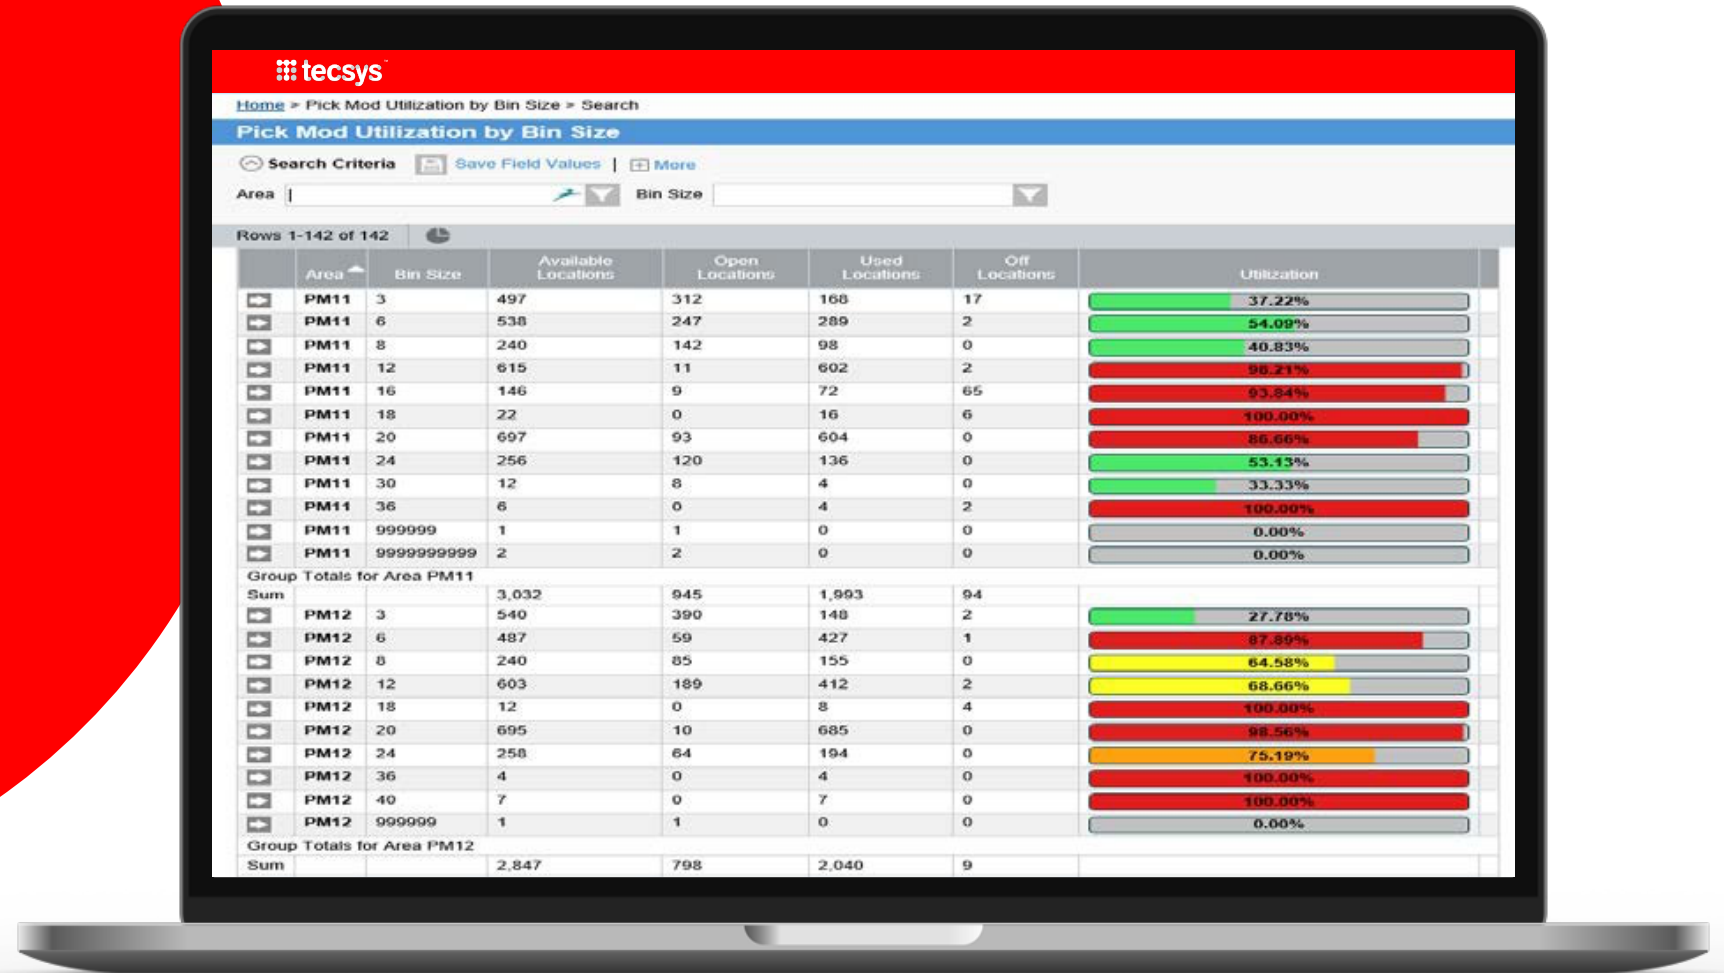 tecsys
Home > Pick Mod Utilization by Bin Size > Search
Pick Mod Utilization by Bin Size
Search Criteria Save Field Values | More
Area Bin Size
Rows 1-142 of 142
Area Bin Size Available Locations Open Locations Used Locations Off Locations Utilization
PM11 3 497 312 168 17 37.22%
PM11 6 538 247 289 2 54.09%
PM11 8 240 142 98 0 40.83%
PM11 12 615 11 602 2 98.21%
PM11 16 146 9 72 65 93.84%
PM11 18 22 0 16 6 100.00%
PM11 20 697 93 604 0 86.66%
PM11 24 256 120 136 0 53.13%
PM11 30 12 8 4 0 33.33%
PM11 36 6 0 4 2 100.00%
PM11 999999 1 1 0 0 0.00%
PM11 9999999999 2 2 0 0 0.00%
Group Totals for Area PM11
Sum 3,032 945 1,993 94
PM12 3 540 390 148 2 27.78%
PM12 6 487 59 427 1 87.89%
PM12 8 240 85 155 0 64.58%
PM12 12 603 189 412 2 68.66%
PM12 18 12 0 8 4 100.00%
PM12 20 695 10 685 0 98.56%
PM12 24 258 64 194 0 75.19%
PM12 36 4 0 4 0 100.00%
PM12 40 7 0 7 0 100.00%
PM12 999999 1 1 0 0 0.00%
Group Totals for Area PM12
Sum 2,847 798 2,040 9